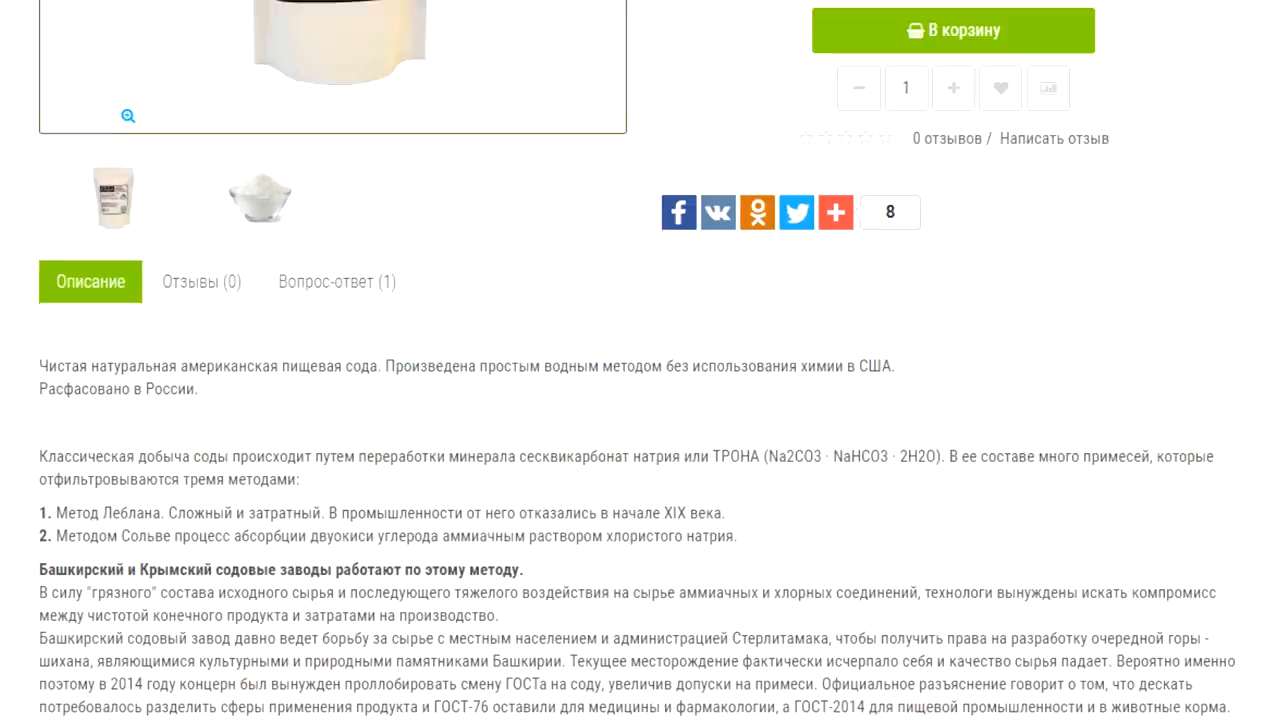 В корзину
1
0 отзывов / Написать отзыв
8
Описание Отзывы (0) Вопрос-ответ (1)
Чистая натуральная американская пищевая сода. Произведена простым водным методом без использования химии в США.
Расфасовано в России.
Классическая добыча соды происходит путем переработки минерала сесквикарбонат натрия или ТРОНА (Na2CO3 · NaHCO3 · 2H2O). В ее составе много примесей, которые
отфильтровываются тремя методами:
1. Метод Леблана. Сложный и затратный. В промышленности от него отказались в начале XIX века.
2. Методом Сольве процесс абсорбции двуокиси углерода аммиачным раствором хлористого натрия.
Башкирский и Крымский содовые заводы работают по этому методу.
В силу "грязного" состава исходного сырья и последующего тяжелого воздействия на сырье аммиачных и хлорных соединений, технологи вынуждены искать компромисс
между чистотой конечного продукта и затратами на производство.
Башкирский содовый завод давно ведет борьбу за сырье с местным населением и администрацией Стерлитамака, чтобы получить права на разработку очередной горы -
шихана, являющимися культурными и природными памятниками Башкирии. Текущее месторождение фактически исчерпало себя и качество сырья падает. Вероятно именно
поэтому в 2014 году концерн был вынужден проллобировать смену ГОСТа на соду, увеличив допуски на примеси. Официальное разъяснение говорит о том, что дескать
потребовалось разделить сферы применения продукта и ГОСТ-76 оставили для медицины и фармакологии, а ГОСТ-2014 для пищевой промышленности и в животные корма.